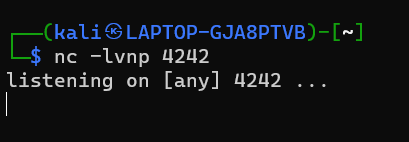 ┌──(kali㉿LAPTOP-GJA8PTVB)-[~]
└─$ nc -lvnp 4242
listening on [any] 4242 ...